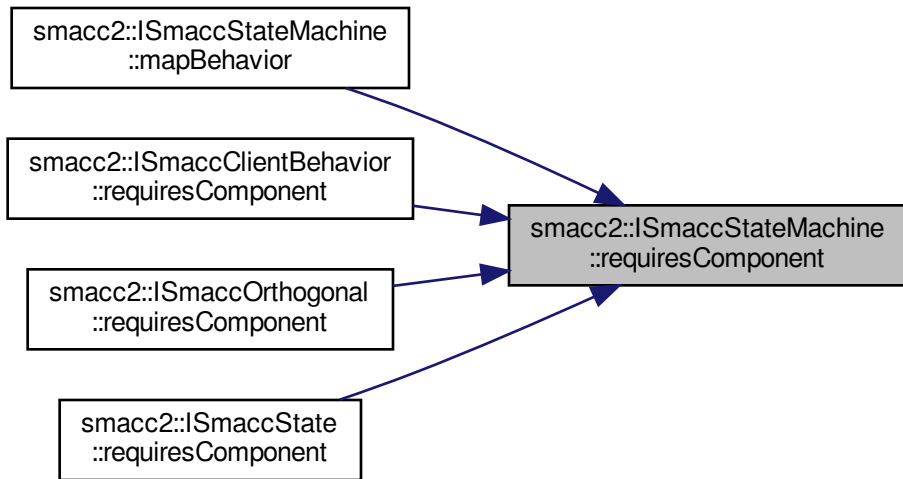 smacc2::ISmaccStateMachine
::mapBehavior
smacc2::ISmaccClientBehavior
::requiresComponent
smacc2::ISmaccOrthogonal
::requiresComponent
smacc2::ISmaccState
::requiresComponent
smacc2::ISmaccStateMachine
::requiresComponent